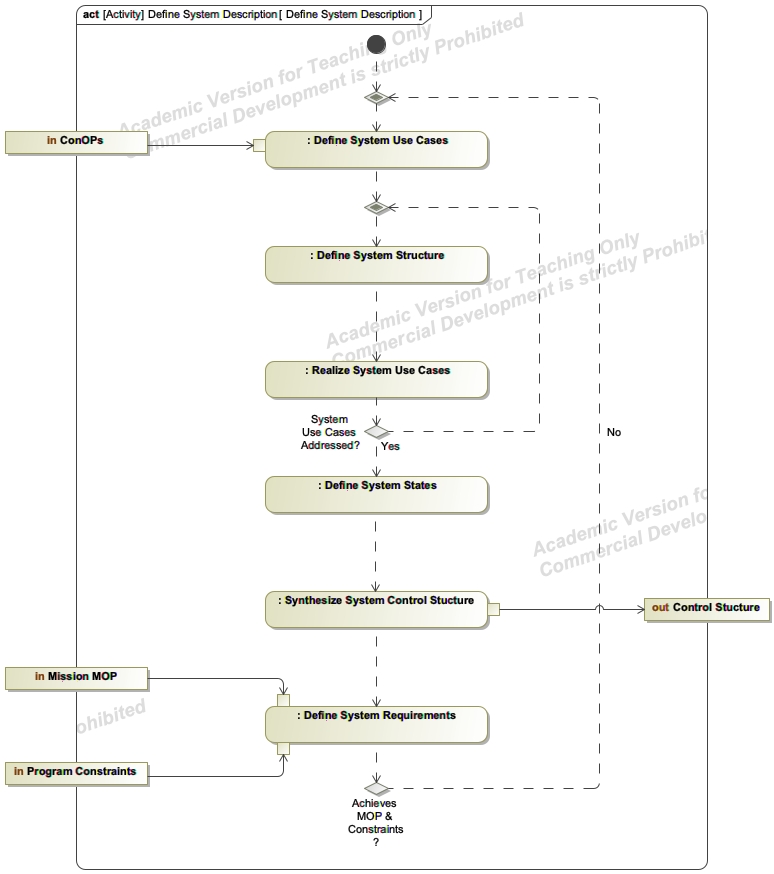 act [Activity] Define System Description [ Define System Description ]
Academic Version for Teaching Only
Commercial Development is strictly Prohibited
in ConOPs
: Define System Use Cases
: Define System Structure
Academic Version for Teaching Only
Commercial Development is strictly Prohibit
: Realize System Use Cases
System
Use Cases
Addressed?
Yes
No
: Define System States
Academic Version fo
Commercial Develo
: Synthesize System Control Stucture
out Control Stucture
in Mission MOP
ohibited
: Define System Requirements
in Program Constraints
Achieves
MOP &
Constraints
?